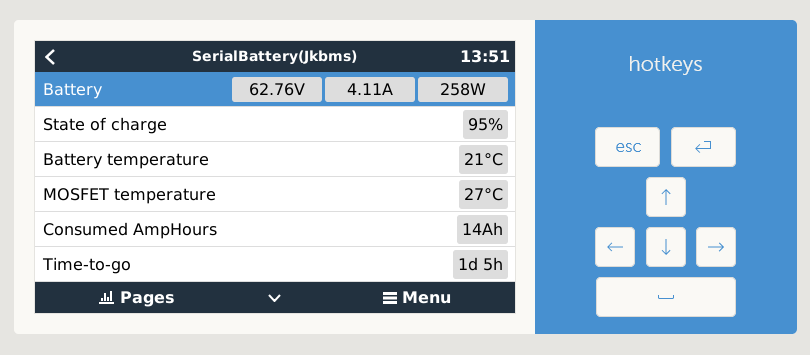 SerialBattery(Jkbms) 13:51
Battery 62.76V 4.11A 258W
State of charge 95%
Battery temperature 21°C
MOSFET temperature 27°C
Consumed AmpHours 14Ah
Time-to-go 1d 5h
Pages Menu
hotkeys
esc